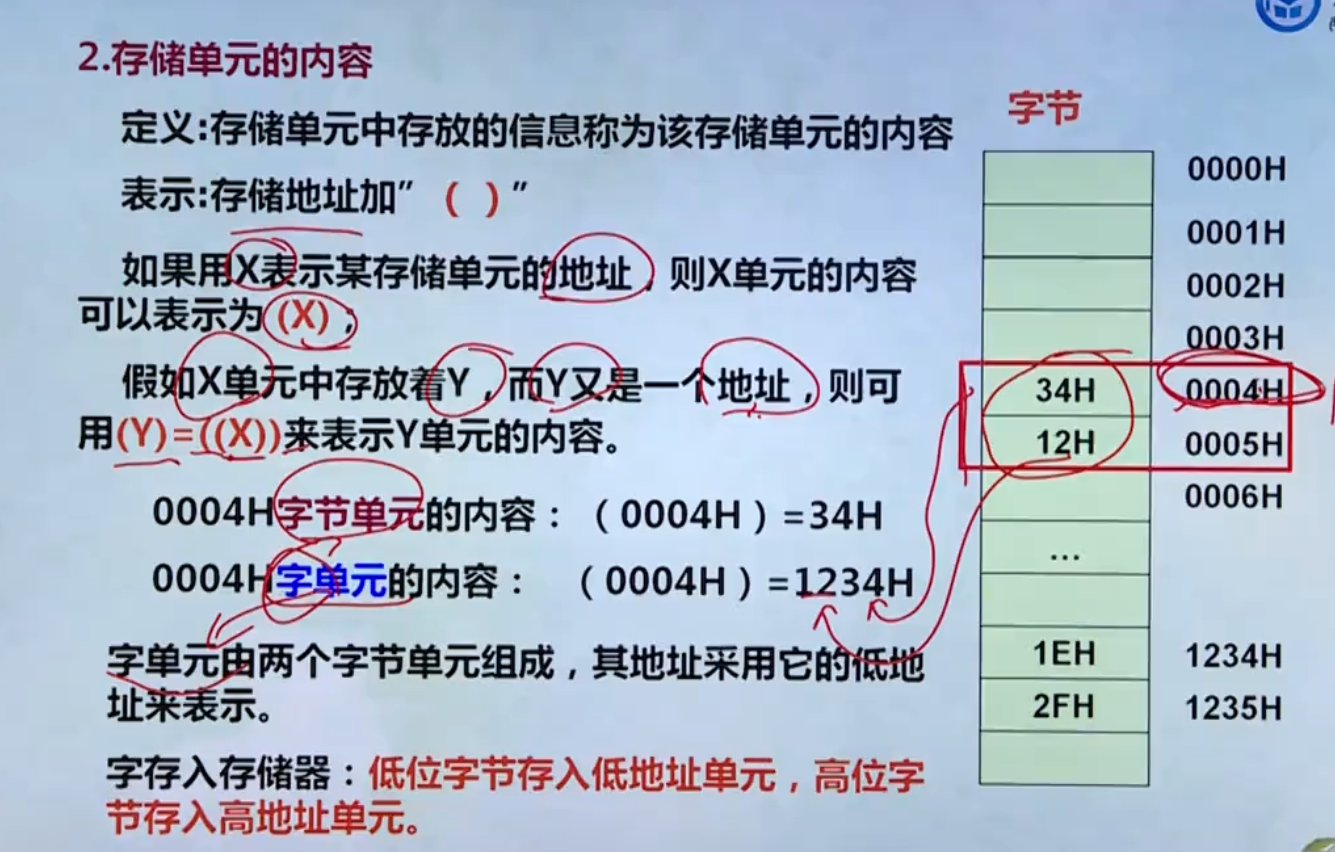 2.存储单元的内容
定义:存储单元中存放的信息称为该存储单元的内容
表示:存储地址加”（ ）”
如果用X表示某存储单元的地址，则X单元的内容
可以表示为(X)；
假如X单元中存放着Y，而Y又是一个地址，则可
用(Y)=((X))来表示Y单元的内容。
0004H字节单元的内容：（0004H）=34H
0004H字单元的内容： （0004H）=1234H
字单元由两个字节单元组成，其地址采用它的低地
址来表示。
字存入存储器：低位字节存入低地址单元，高位字
节存入高地址单元。
字节
0000H
0001H
0002H
0003H
34H 0004H
12H 0005H
0006H
…
1EH 1234H
2FH 1235H